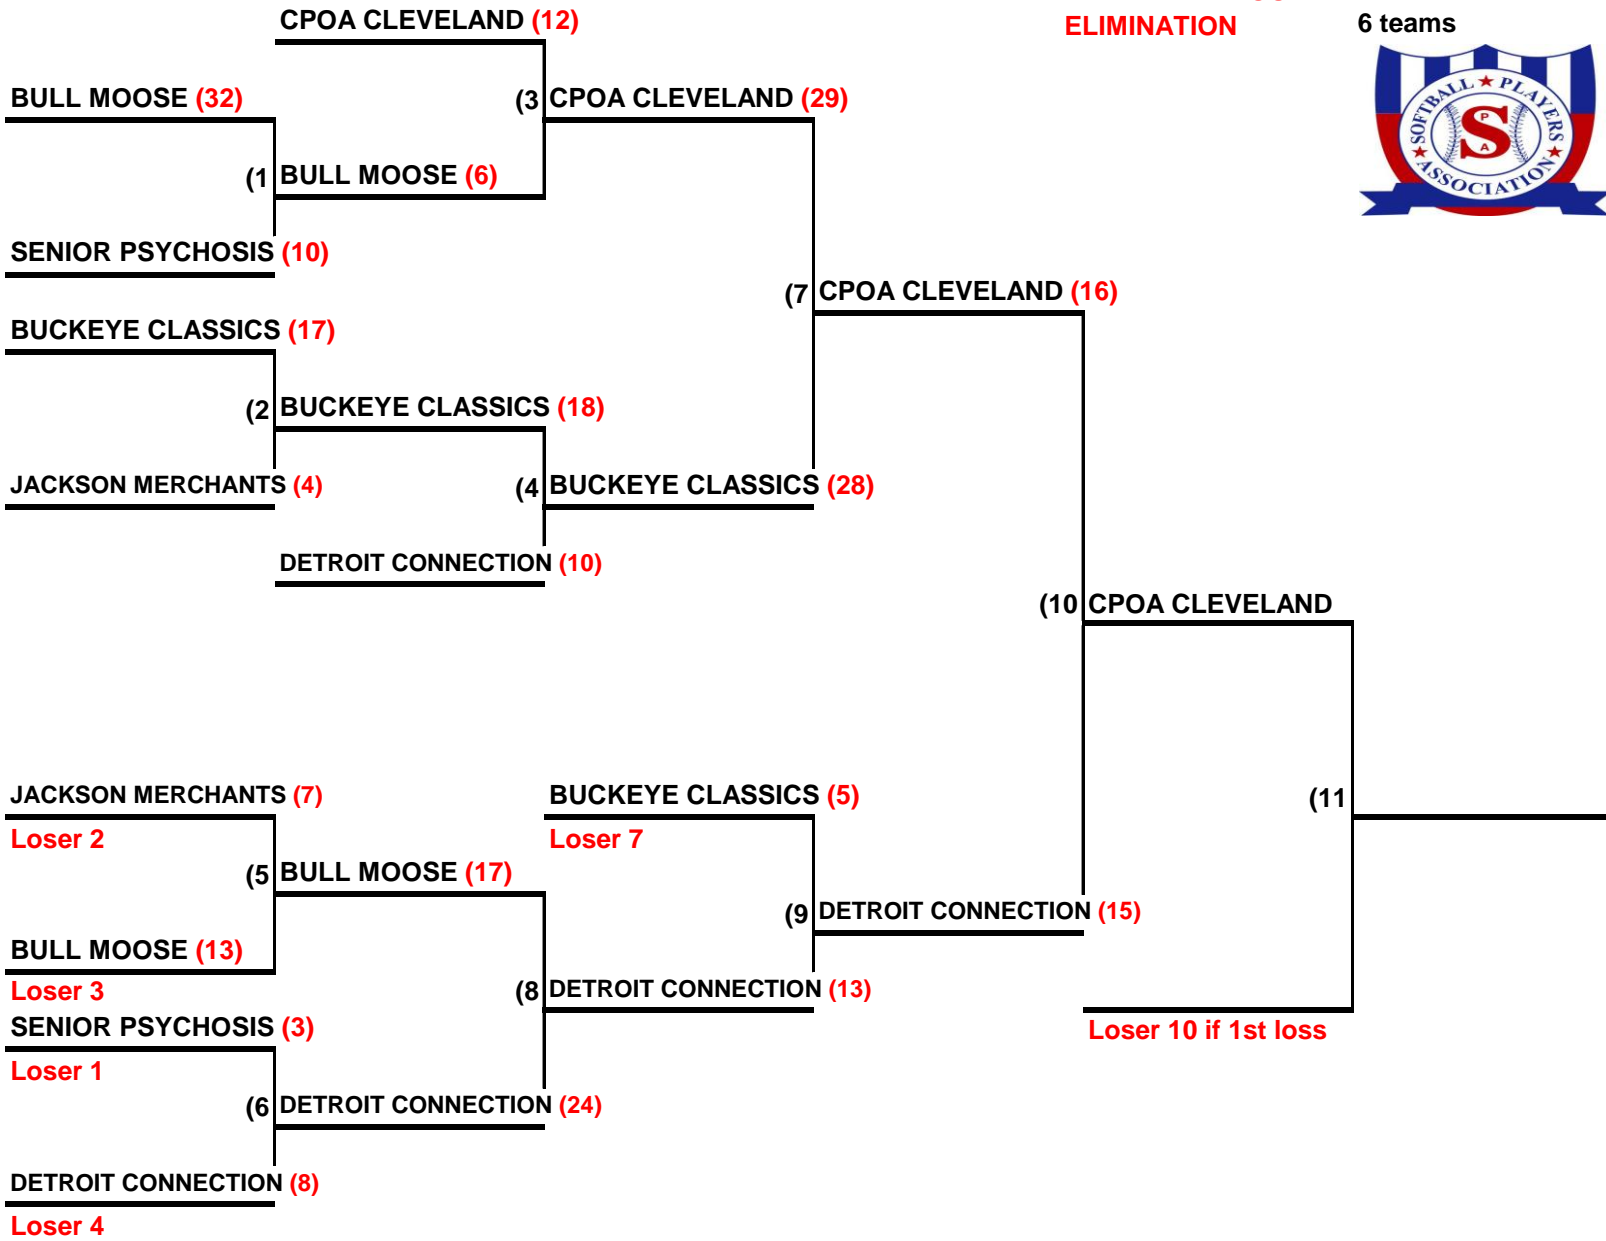 CPOA CLEVELAND (12)
ELIMINATION
6 teams
BULL MOOSE (32)
(3 CPOA CLEVELAND (29)
SOFTBALL ★ PLAYERS
S
P
A
★ ASSOCIATION ★
(1 BULL MOOSE (6)
SENIOR PSYCHOSIS (10)
(7 CPOA CLEVELAND (16)
BUCKEYE CLASSICS (17)
(2 BUCKEYE CLASSICS (18)
JACKSON MERCHANTS (4)
(4 BUCKEYE CLASSICS (28)
DETROIT CONNECTION (10)
(10 CPOA CLEVELAND
JACKSON MERCHANTS (7)
BUCKEYE CLASSICS (5)
(11
Loser 2
Loser 7
(5 BULL MOOSE (17)
(9 DETROIT CONNECTION (15)
BULL MOOSE (13)
Loser 3
(8 DETROIT CONNECTION (13)
SENIOR PSYCHOSIS (3)
Loser 10 if 1st loss
Loser 1
(6 DETROIT CONNECTION (24)
DETROIT CONNECTION (8)
Loser 4